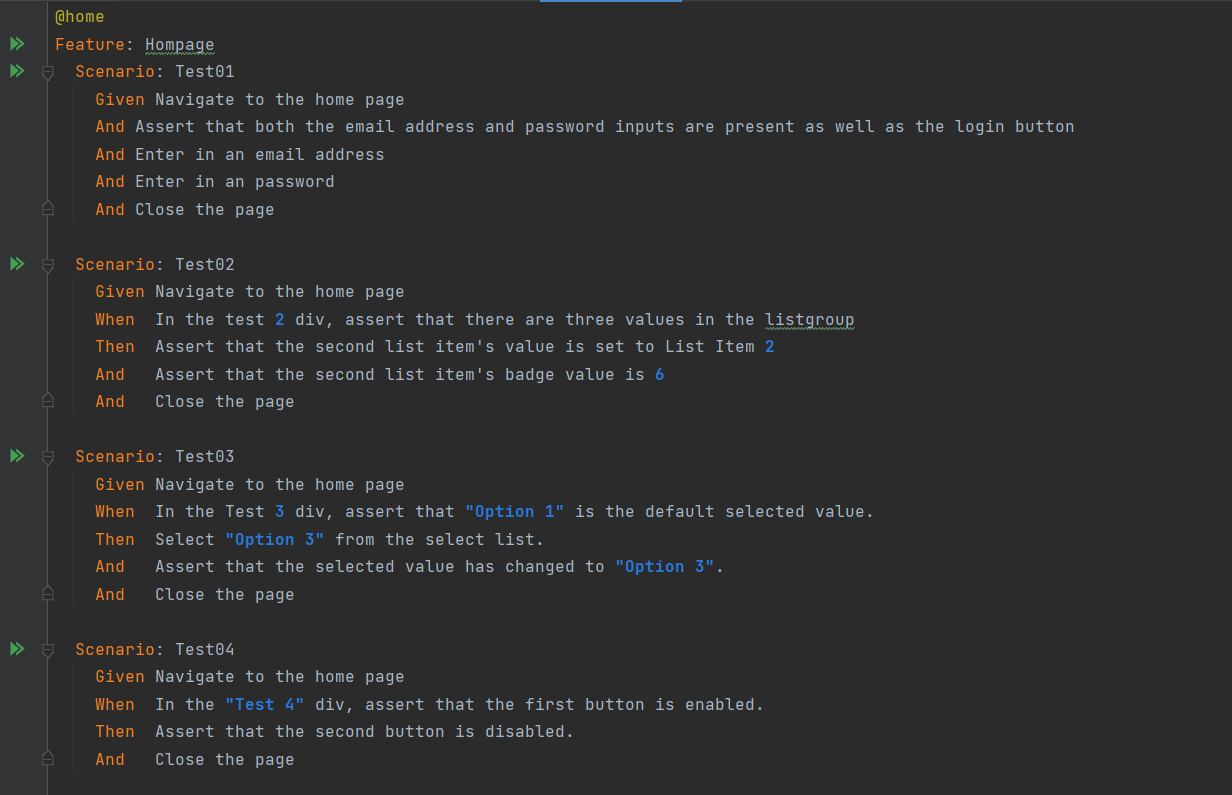 @home
Feature: Hompage
Scenario: Test01
Given Navigate to the home page
And Assert that both the email address and password inputs are present as well as the login button
And Enter in an email address
And Enter in an password
And Close the page
Scenario: Test02
Given Navigate to the home page
When In the test 2 div, assert that there are three values in the listgroup
Then Assert that the second list item's value is set to List Item 2
And Assert that the second list item's badge value is 6
And Close the page
Scenario: Test03
Given Navigate to the home page
When In the Test 3 div, assert that "Option 1" is the default selected value.
Then Select "Option 3" from the select list.
And Assert that the selected value has changed to "Option 3".
And Close the page
Scenario: Test04
Given Navigate to the home page
When In the "Test 4" div, assert that the first button is enabled.
Then Assert that the second button is disabled.
And Close the page